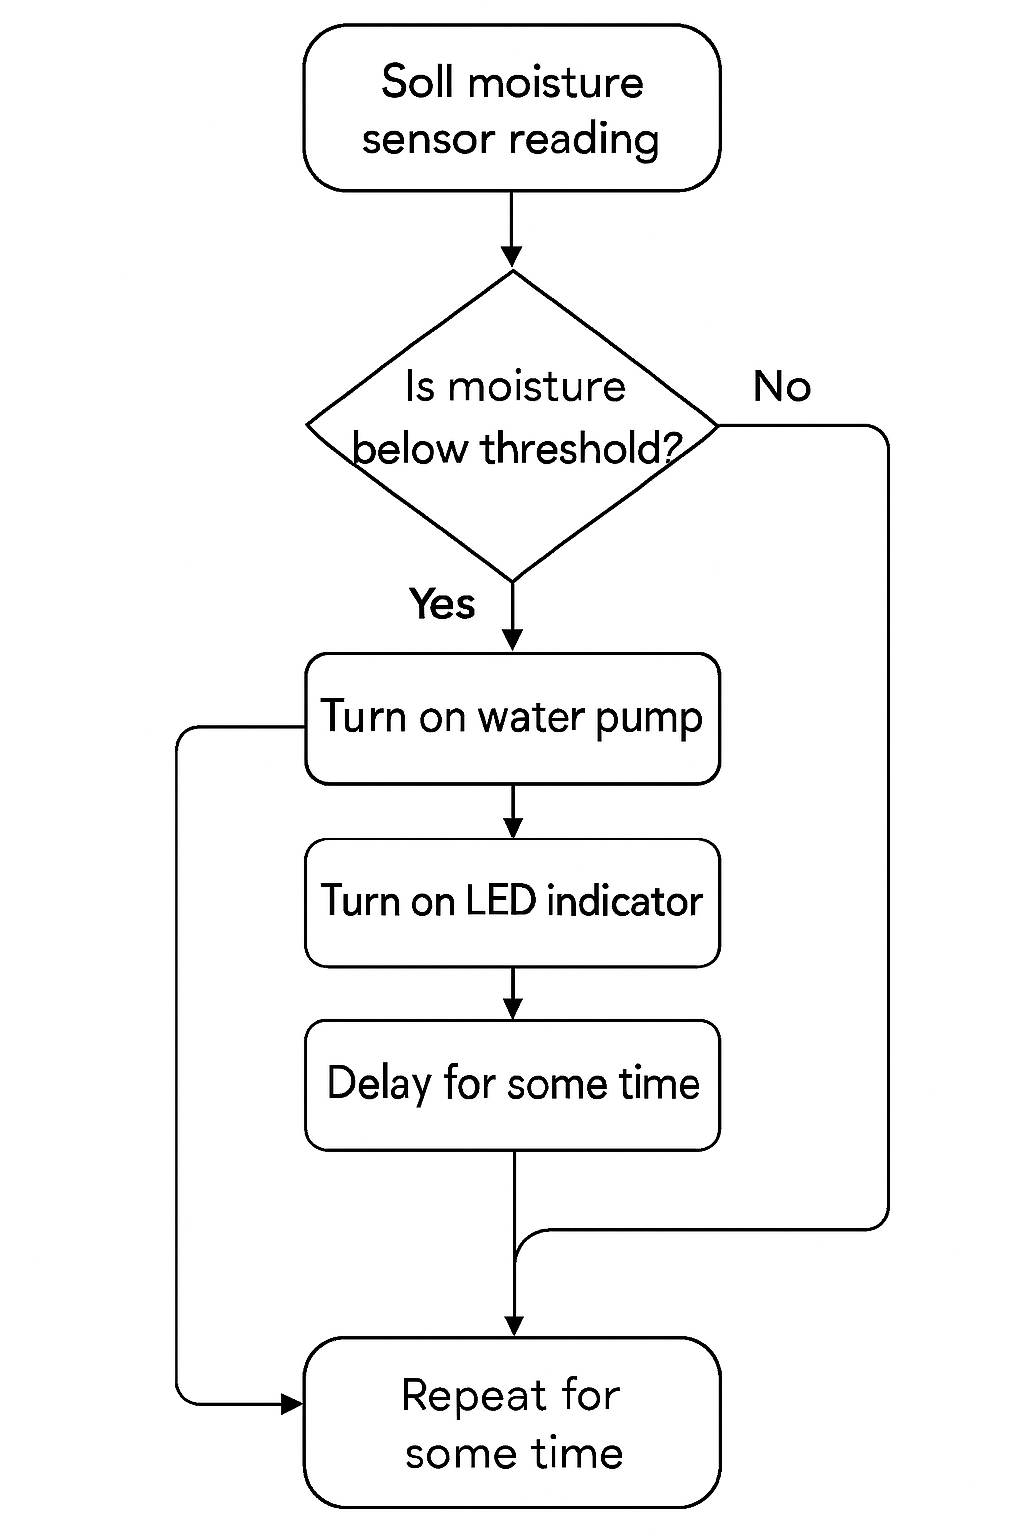 Soll moisture
sensor reading
Is moisture
below threshold?
No
Yes
Turn on water pump
Turn on LED indicator
Delay for some time
Repeat for
some time